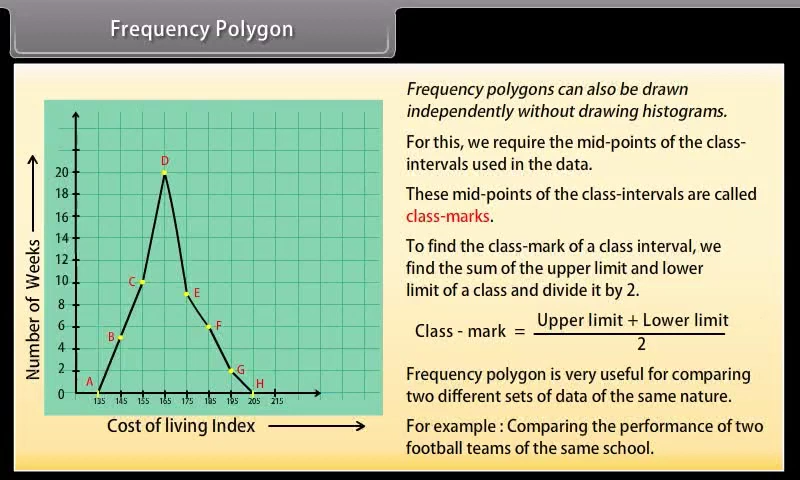 Frequency Polygon
Frequency polygons can also be drawn
independently without drawing histograms.
For this, we require the mid-points of the class-
intervals used in the data.
These mid-points of the class-intervals are called
class-marks.
To find the class-mark of a class interval, we
find the sum of the upper limit and lower
limit of a class and divide it by 2.
Class - mark = Upper limit + Lower limit
2
Frequency polygon is very useful for comparing
two different sets of data of the same nature.
For example : Comparing the performance of two
football teams of the same school.
Number of Weeks
20
18
16
14
12
10
8
6
4
2
0
A
B
C
D
E
F
G
H
135 145 155 165 175 185 195 205 215
Cost of living Index